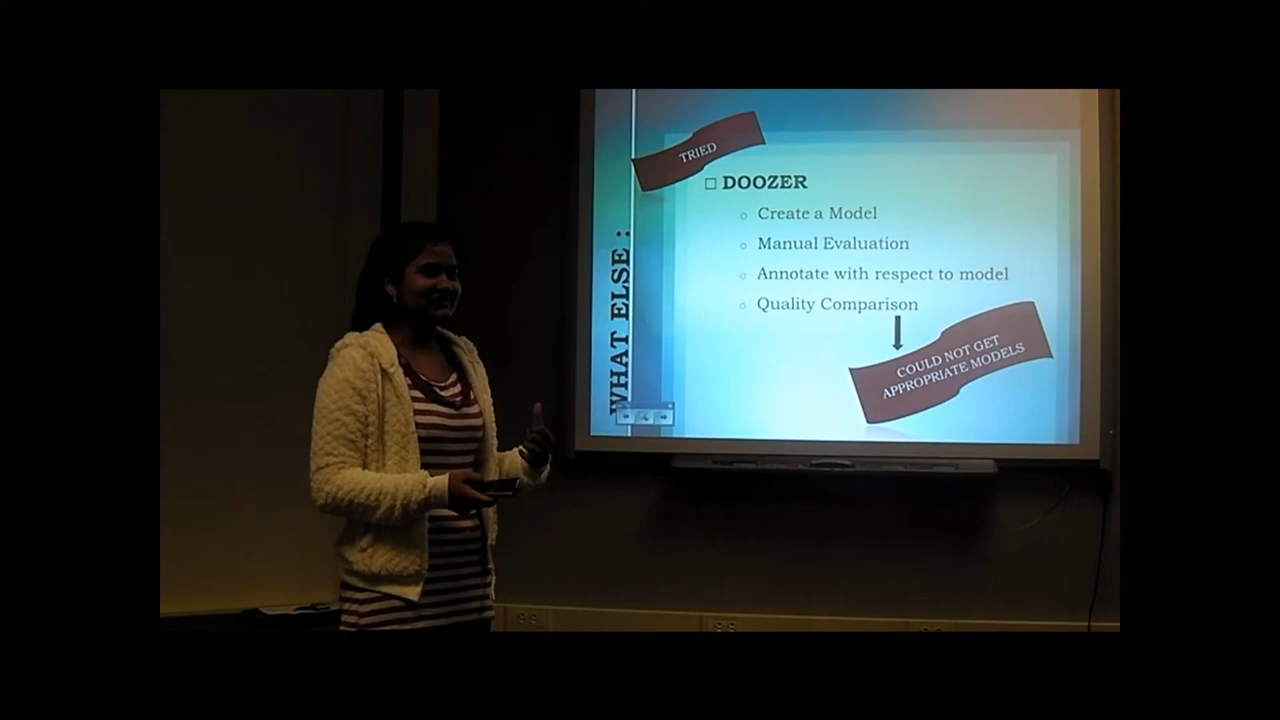 WHAT ELSE :
TRIED
DOOZER
Create a Model
Manual Evaluation
Annotate with respect to model
Quality Comparison
COULD NOT GET
APPROPRIATE MODELS